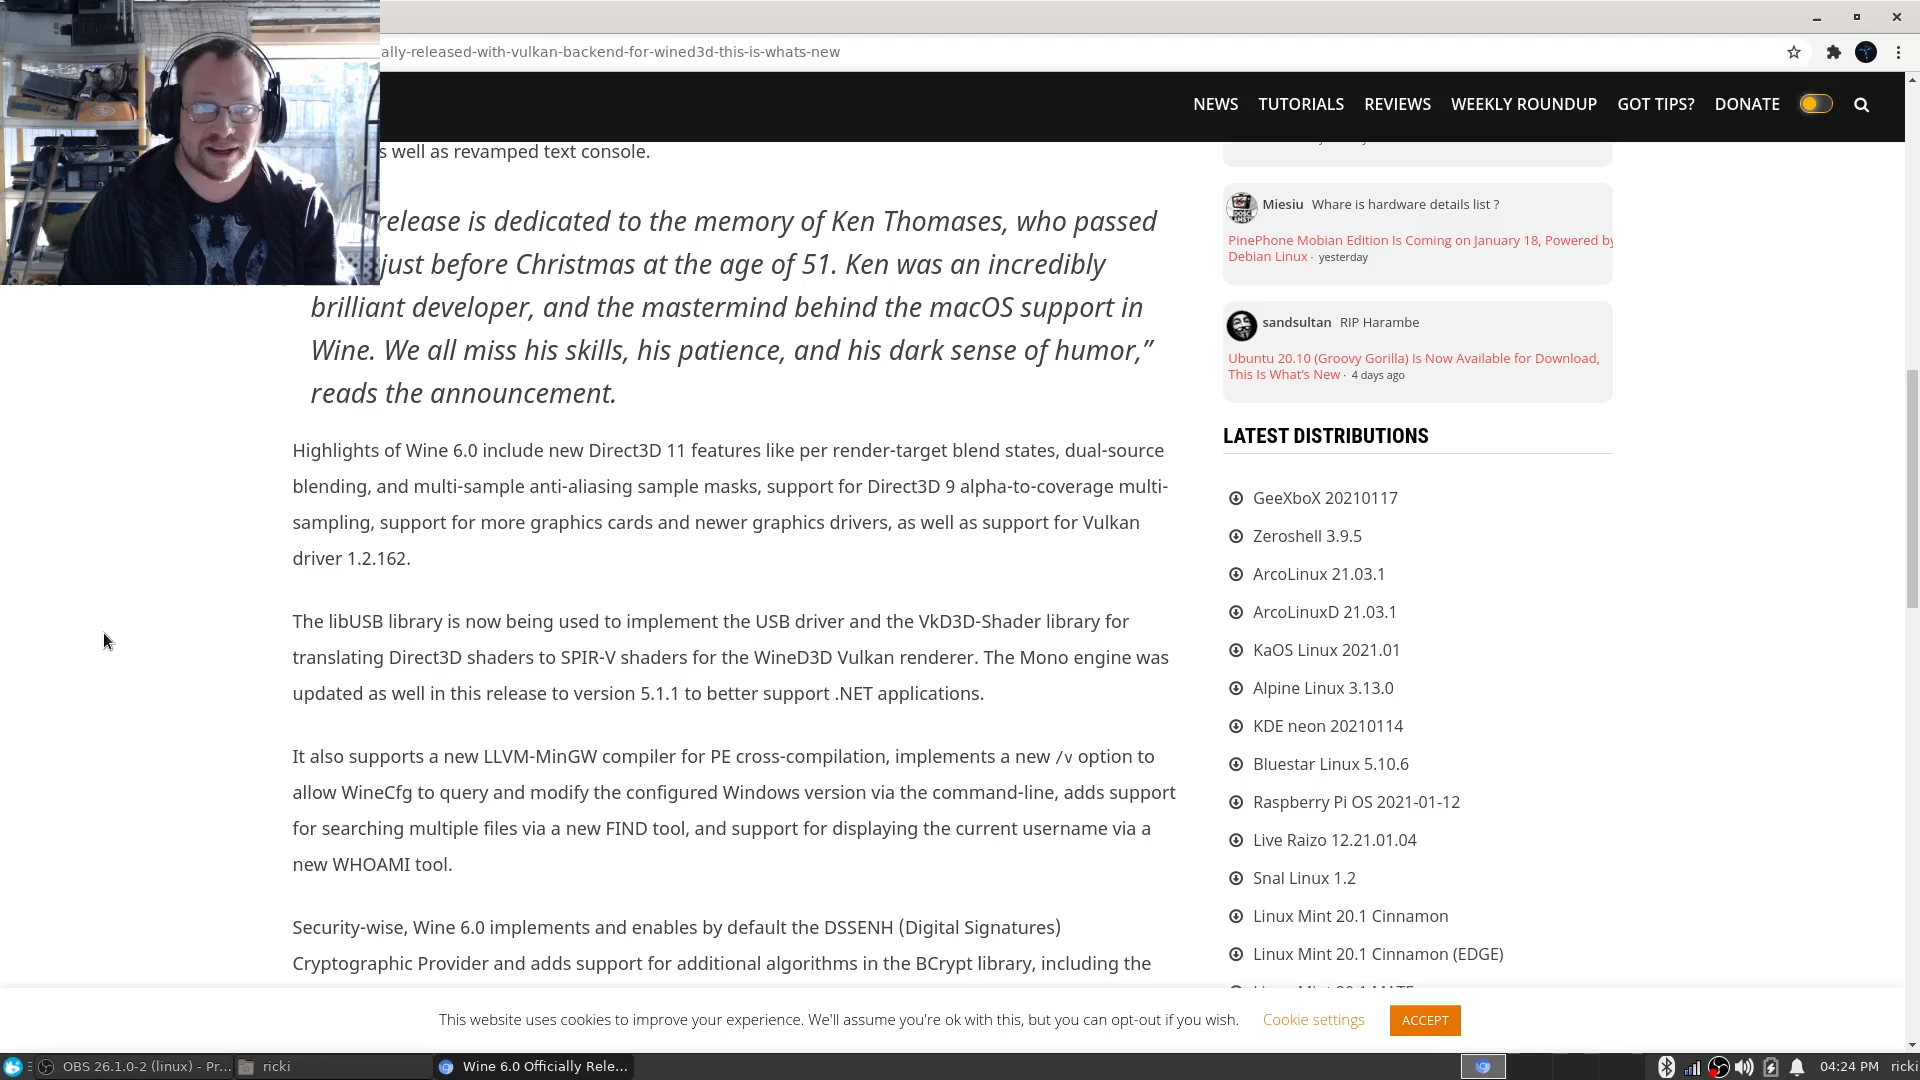 ally-released-with-vulkan-backend-for-wined3d-this-is-whats-new
NEWS TUTORIALS REVIEWS WEEKLY ROUNDUP GOT TIPS? DONATE
s well as revamped text console.
release is dedicated to the memory of Ken Thomases, who passed
just before Christmas at the age of 51. Ken was an incredibly
brilliant developer, and the mastermind behind the macOS support in
Wine. We all miss his skills, his patience, and his dark sense of humor,”
reads the announcement.
Highlights of Wine 6.0 include new Direct3D 11 features like per render-target blend states, dual-source
blending, and multi-sample anti-aliasing sample masks, support for Direct3D 9 alpha-to-coverage multi-
sampling, support for more graphics cards and newer graphics drivers, as well as support for Vulkan
driver 1.2.162.
The libUSB library is now being used to implement the USB driver and the VkD3D-Shader library for
translating Direct3D shaders to SPIR-V shaders for the WineD3D Vulkan renderer. The Mono engine was
updated as well in this release to version 5.1.1 to better support .NET applications.
It also supports a new LLVM-MinGW compiler for PE cross-compilation, implements a new /v option to
allow WineCfg to query and modify the configured Windows version via the command-line, adds support
for searching multiple files via a new FIND tool, and support for displaying the current username via a
new WHOAMI tool.
Security-wise, Wine 6.0 implements and enables by default the DSSENH (Digital Signatures)
Cryptographic Provider and adds support for additional algorithms in the BCrypt library, including the
Miesiu Whare is hardware details list ?
PinePhone Mobian Edition Is Coming on January 18, Powered by
Debian Linux · yesterday
sandsultan RIP Harambe
Ubuntu 20.10 (Groovy Gorilla) Is Now Available for Download,
This Is What's New · 4 days ago
LATEST DISTRIBUTIONS
GeeXboX 20210117
Zeroshell 3.9.5
ArcoLinux 21.03.1
ArcoLinuxD 21.03.1
KaOS Linux 2021.01
Alpine Linux 3.13.0
KDE neon 20210114
Bluestar Linux 5.10.6
Raspberry Pi OS 2021-01-12
Live Raizo 12.21.01.04
Snal Linux 1.2
Linux Mint 20.1 Cinnamon
Linux Mint 20.1 Cinnamon (EDGE)
This website uses cookies to improve your experience. We'll assume you're ok with this, but you can opt-out if you wish. Cookie settings ACCEPT
OBS 26.1.0-2 (linux) - Pr... ricki Wine 6.0 Officially Rele... 04:24 PM ricki